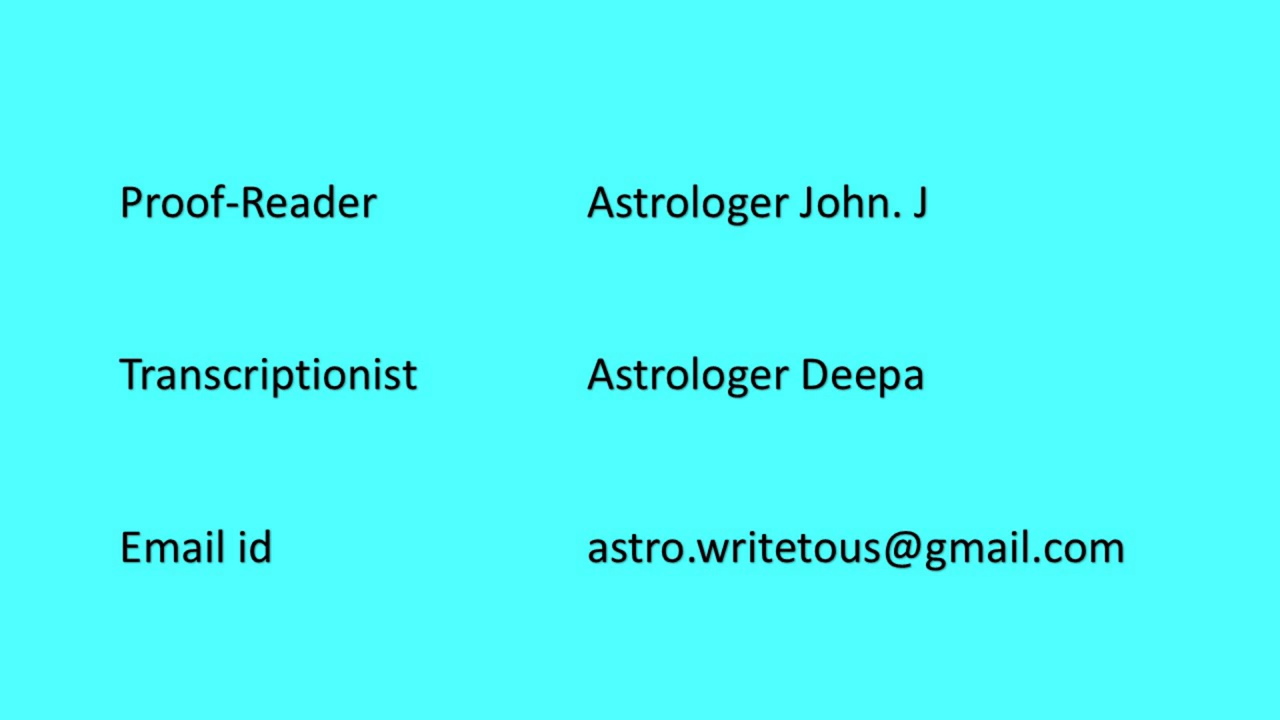 Proof-Reader Astrologer John. J
Transcriptionist Astrologer Deepa
Email id astro.writetous@gmail.com